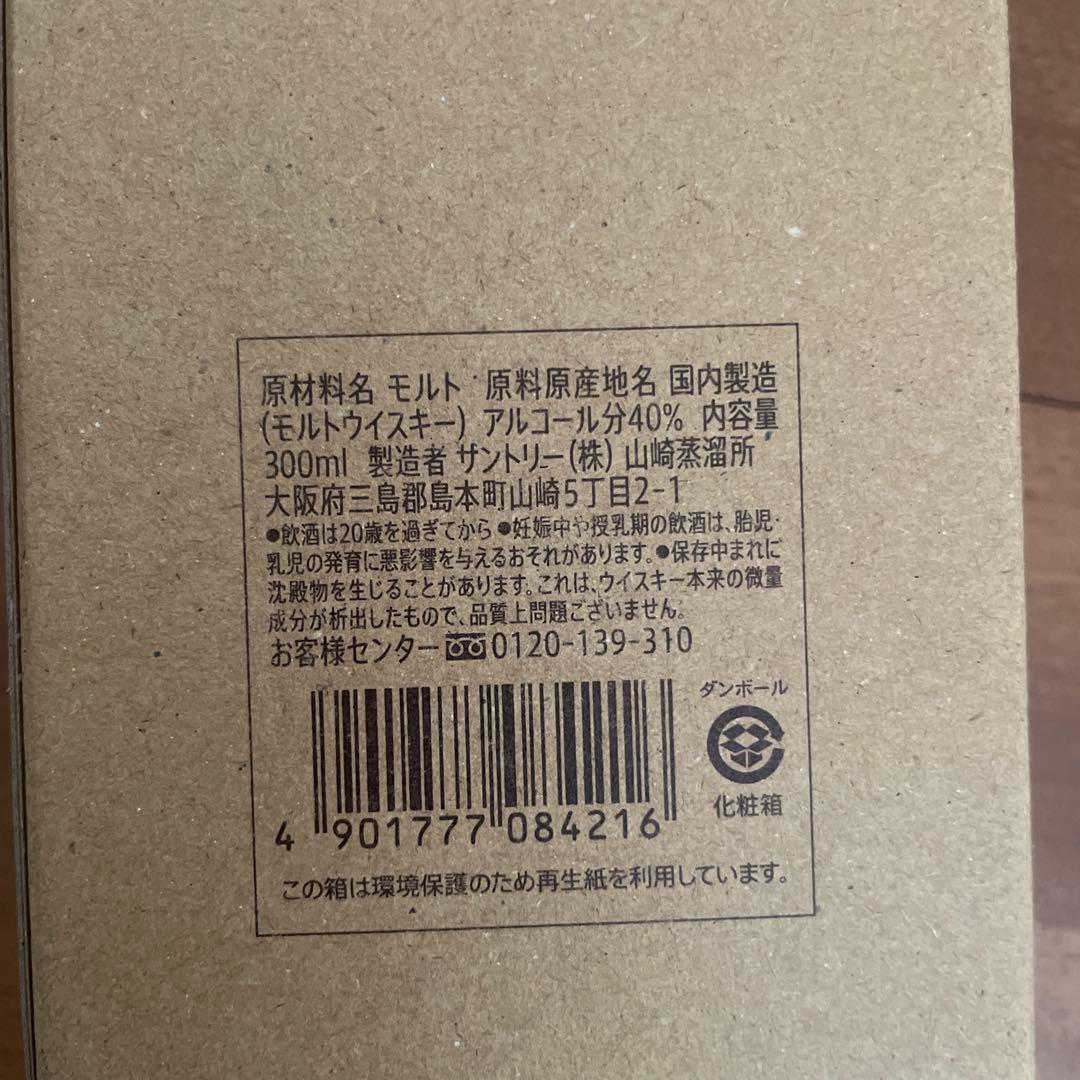 原材料名 モルト 原料原産地名 国内製造
(モルトウイスキー) アルコール分40% 内容量
300ml 製造者 サントリー(株) 山崎蒸溜所
大阪府三島郡島本町山崎5丁目2-1
●飲酒は20歳を過ぎてから ●妊娠中や授乳期の飲酒は、胎児・
乳児の発育に悪影響を与えるおそれがあります。●保存中まれに
沈殿物を生じることがあります。これは、ウイスキー本来の微量
成分が析出したもので、品質上問題ございません。
お客様センター 0120-139-310
ダンボール
化粧箱
4 901777 084216
この箱は環境保護のため再生紙を利用しています。